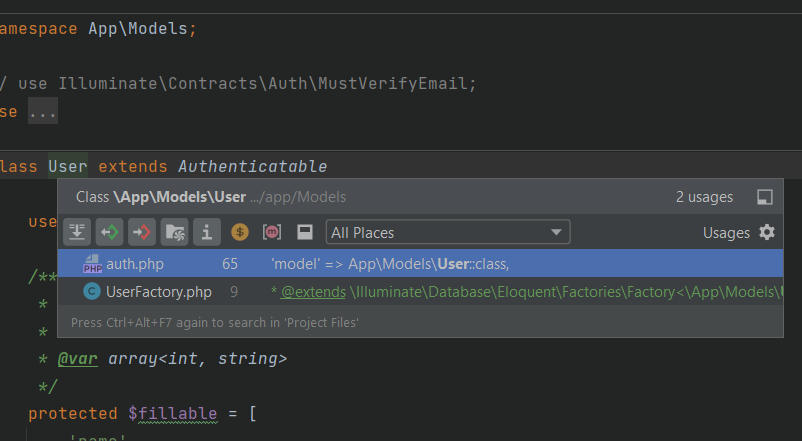 amespace App\Models;
/ use Illuminate\Contracts\Auth\MustVerifyEmail;
se ...
lass User extends Authenticatable
Class \App\Models\User .../app/Models 2 usages
use
All Places Usages
auth.php 65 'model' => App\Models\User::class,
/**
UserFactory.php 9 * @extends \Illuminate\Database\Eloquent\Factories\Factory<\App\Models\U
*
Press Ctrl+Alt+F7 again to search in 'Project Files'
*
* @var array<int, string>
*/
protected $fillable = [
'name'